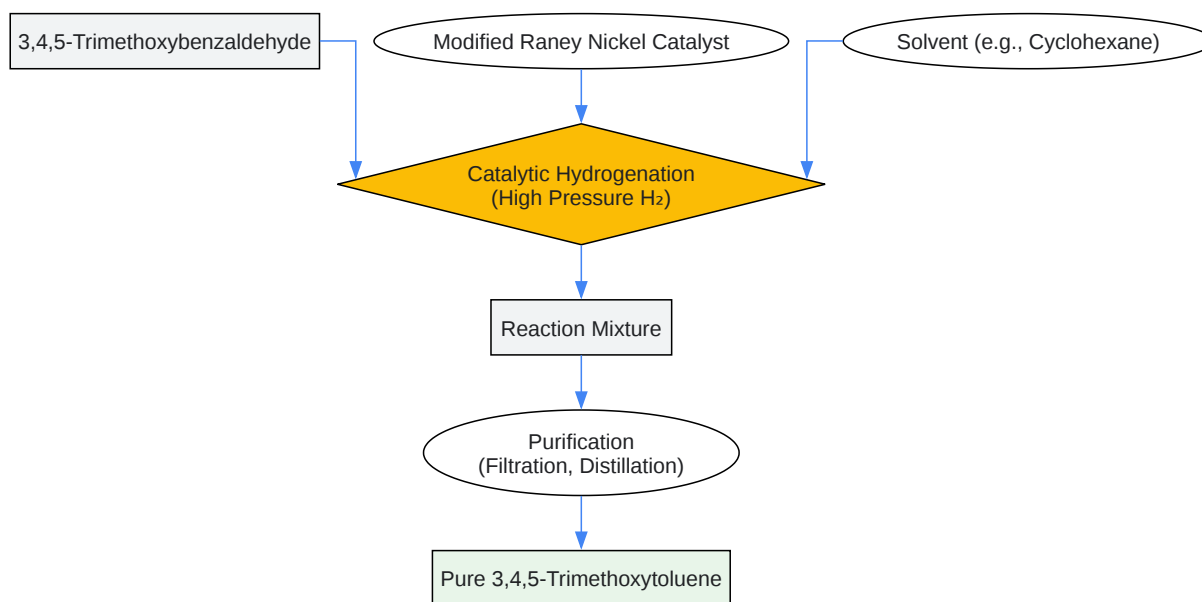 3,4,5-Trimethoxybenzaldehyde
Modified Raney Nickel Catalyst
Solvent (e.g., Cyclohexane)
Catalytic Hydrogenation
(High Pressure H₂)
Reaction Mixture
Purification
(Filtration, Distillation)
Pure 3,4,5-Trimethoxytoluene